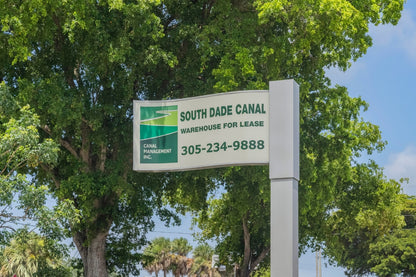 SOUTH DADE CANAL
WAREHOUSE FOR LEASE
305-234-9888
CANAL
MANAGEMENT
INC.